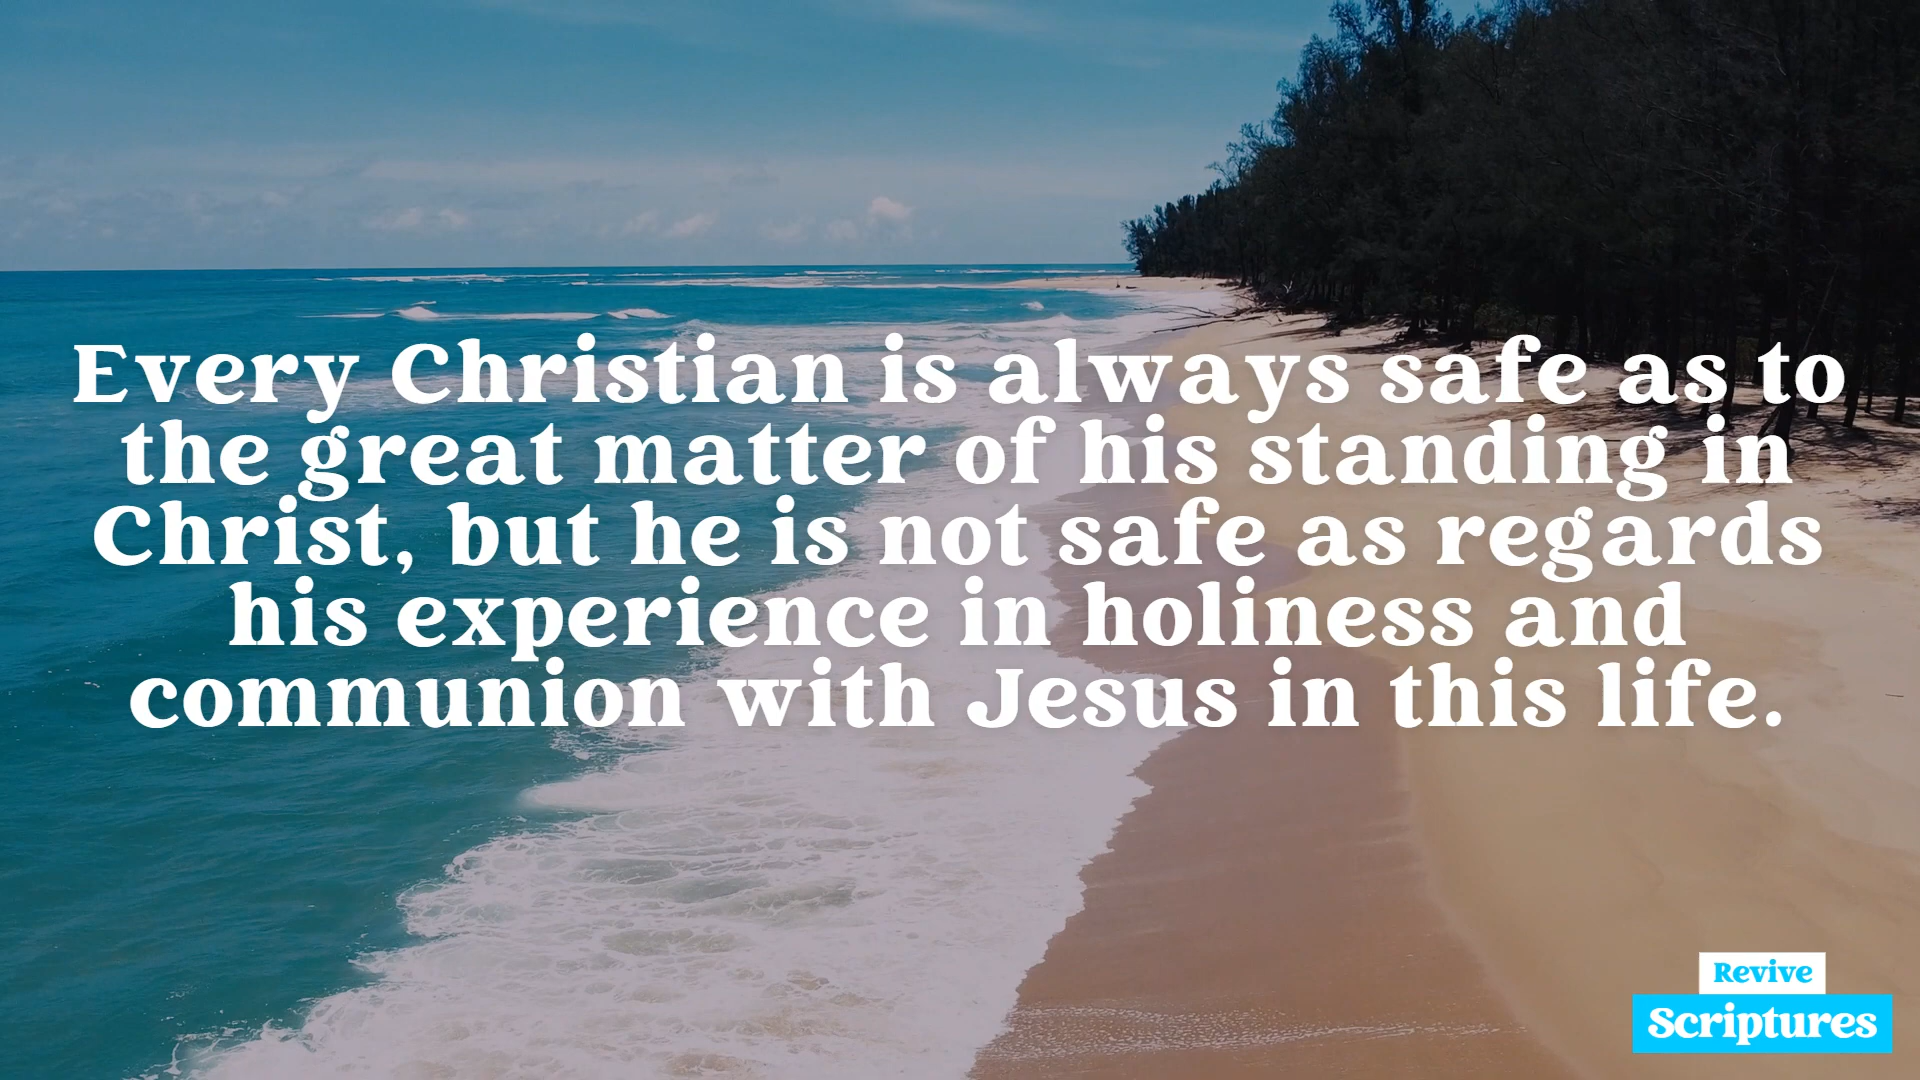 Every Christian is always safe as to
the great matter of his standing in
Christ, but he is not safe as regards
his experience in holiness and
communion with Jesus in this life.
Revive
Scriptures